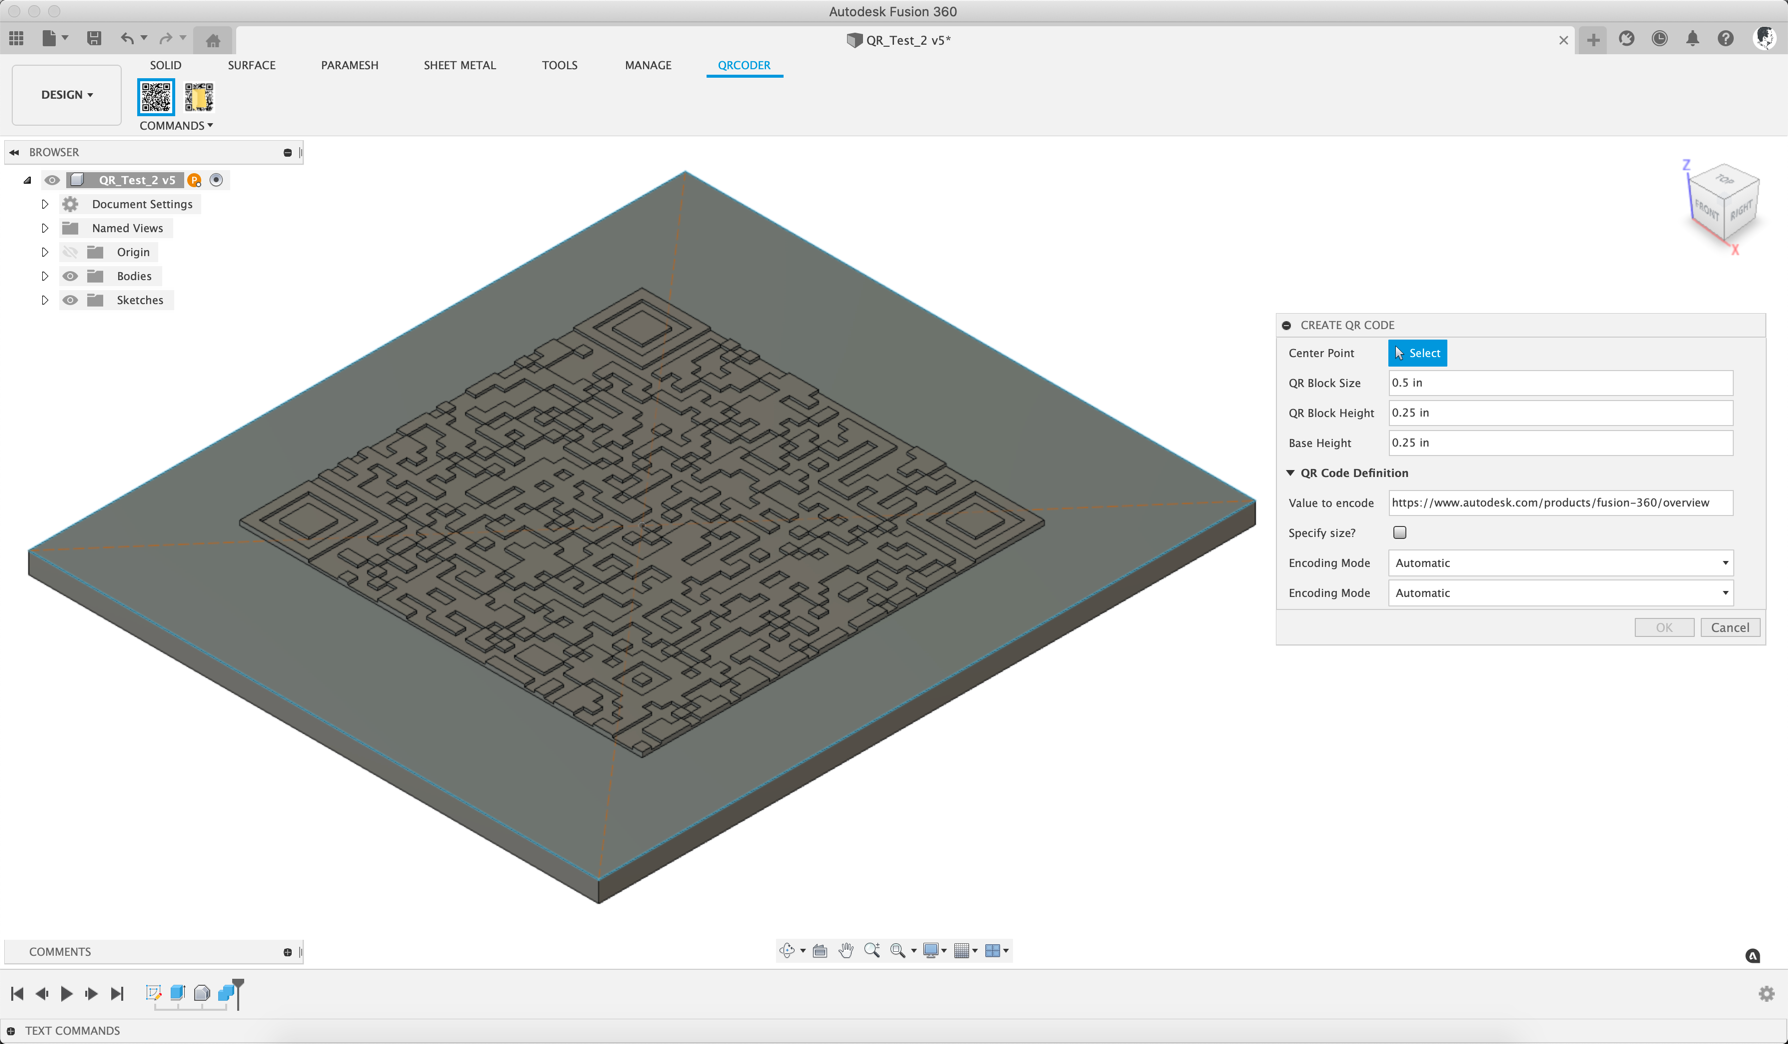 Autodesk Fusion 360
QR_Test_2 v5*
SOLID SURFACE PARAMESH SHEET METAL TOOLS MANAGE QRCODER
DESIGN
COMMANDS
BROWSER
QR_Test_2 v5
P
Document Settings
Named Views
Origin
Bodies
Sketches
Z
TOP
FRONT RIGHT
X
CREATE QR CODE
Center Point Select
QR Block Size 0.5 in
QR Block Height 0.25 in
Base Height 0.25 in
QR Code Definition
Value to encode https://www.autodesk.com/products/fusion-360/overview
Specify size?
Encoding Mode Automatic
Encoding Mode Automatic
OK Cancel
COMMENTS
TEXT COMMANDS